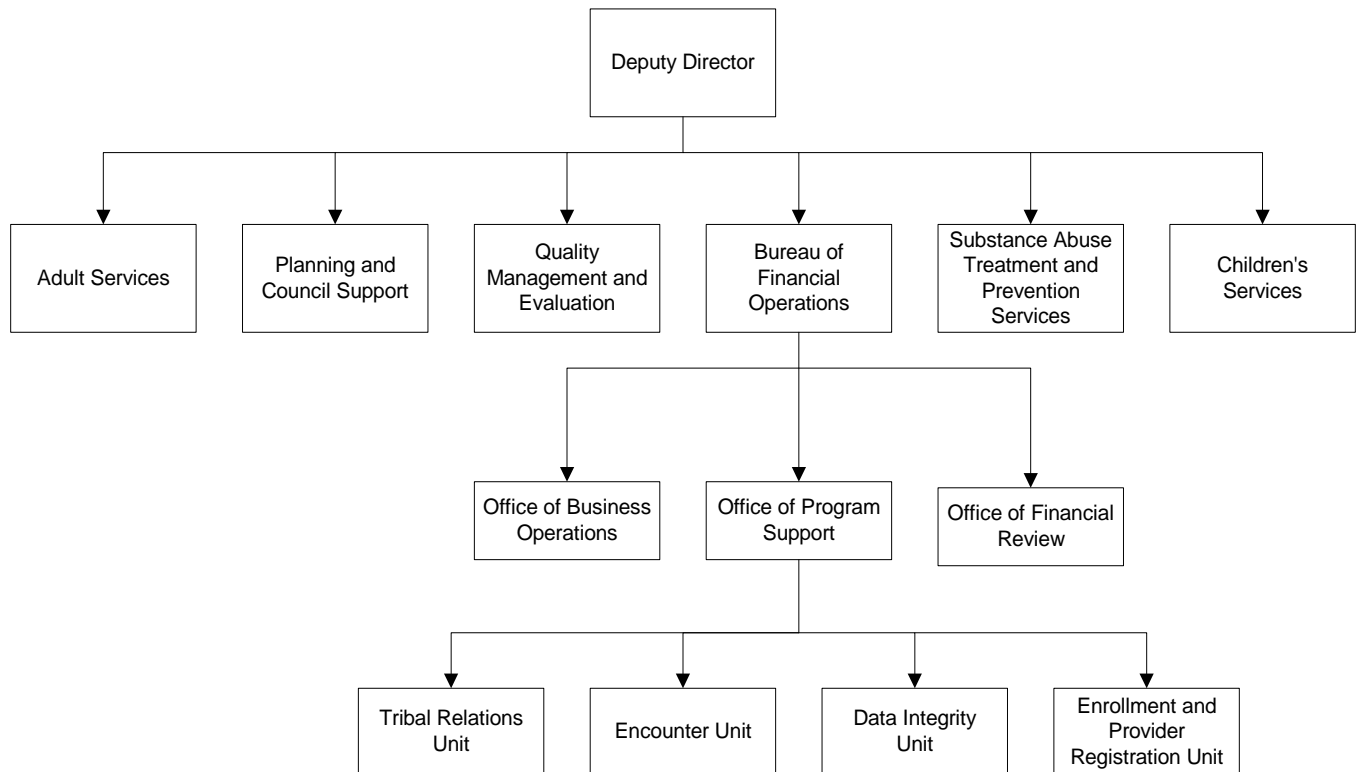 Deputy Director
Adult Services
Planning and
Council Support
Quality
Management and
Evaluation
Bureau of
Financial
Operations
Substance Abuse
Treatment and
Prevention
Services
Children's
Services
Office of Business
Operations
Office of Program
Support
Office of Financial
Review
Tribal Relations
Unit
Encounter Unit
Data Integrity
Unit
Enrollment and
Provider
Registration Unit